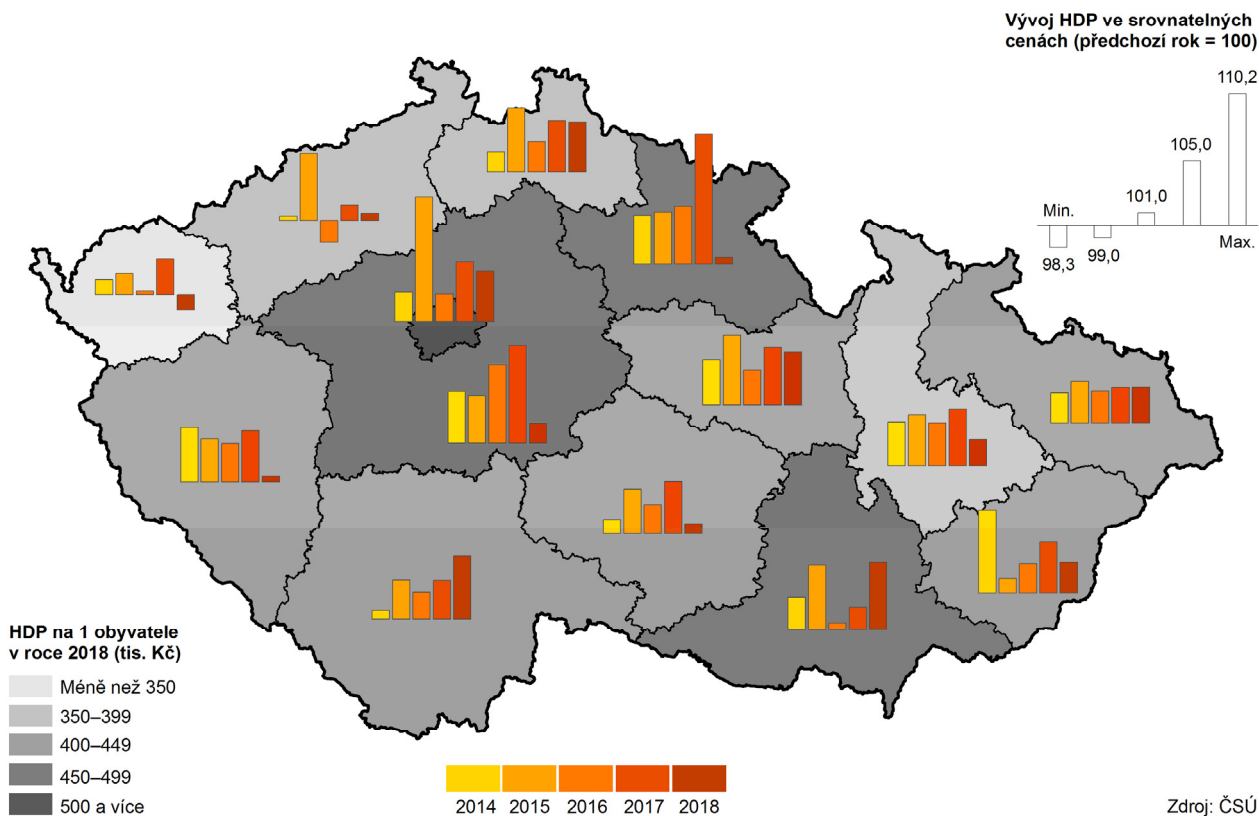 Vývoj HDP ve srovnatelných
cenách (předchozí rok = 100)
110,2
105,0
101,0
Min.
Max.
99,0
98,3
HDP na 1 obyvatele
v roce 2018 (tis. Kč)
Méně než 350
350–399
400–449
450–499
500 a více
2014 2015 2016 2017 2018
Zdroj: ČSÚ